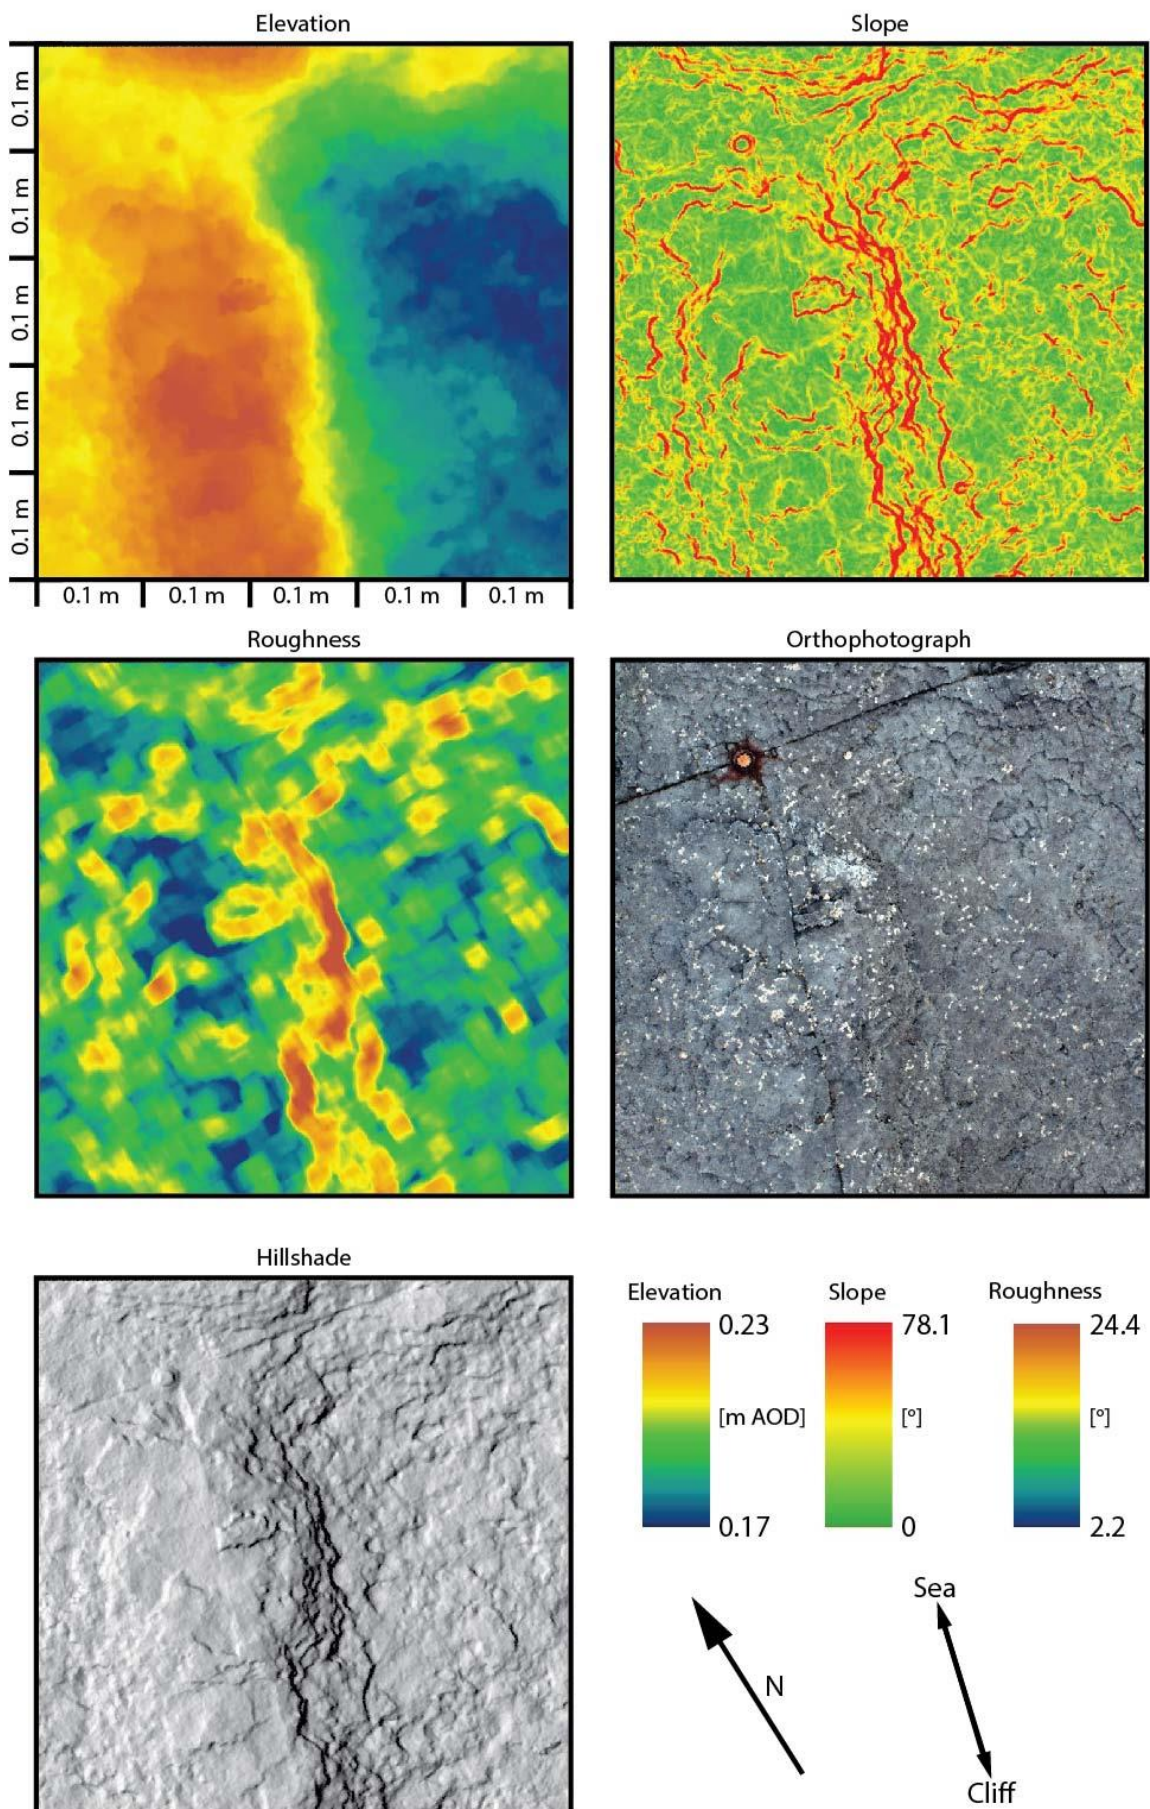 Elevation
Slope
0.1 m
0.1 m
0.1 m
0.1 m
0.1 m
0.1 m
0.1 m
0.1 m
0.1 m
0.1 m
Roughness
Orthophotograph
Hillshade
Elevation
Slope
Roughness
0.23
78.1
24.4
[m AOD]
[°]
[°]
0.17
0
2.2
Sea
N
Cliff